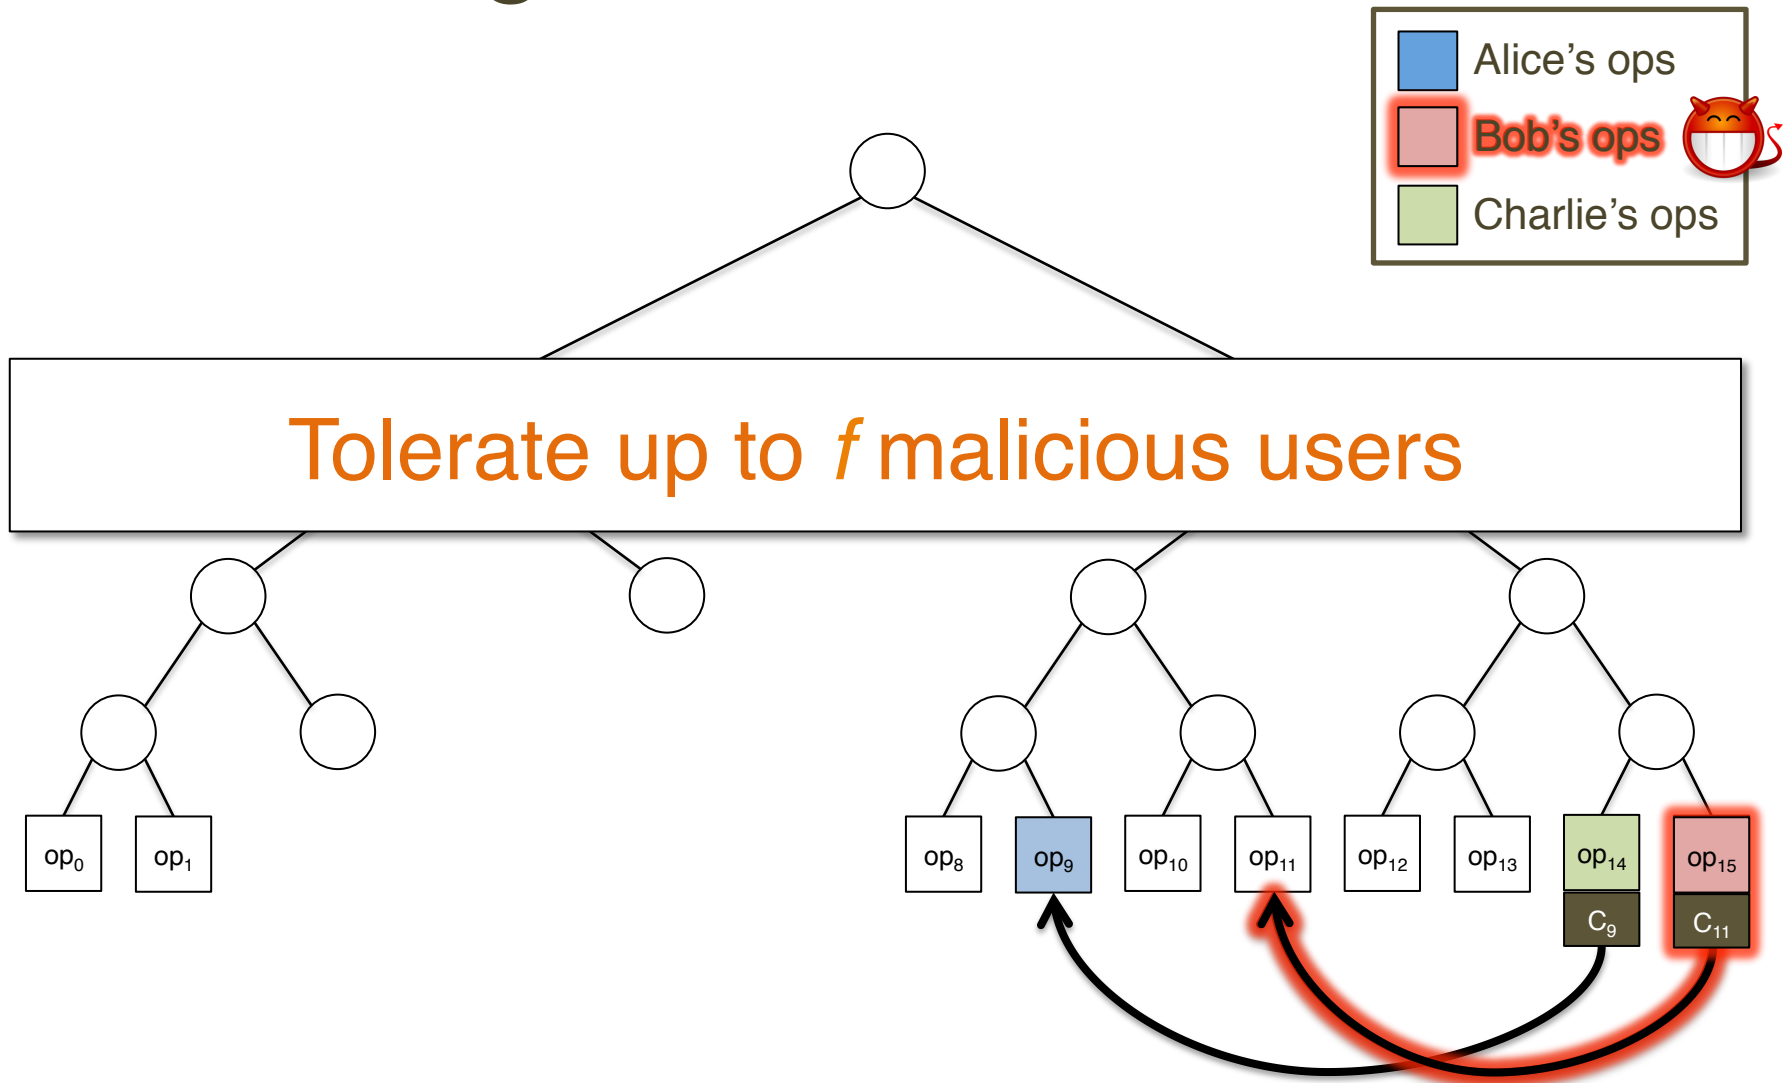 Alice's ops
Bob's ops
Charlie's ops
Tolerate up to f malicious users
op₀ op₁ op₈ op₉ op₁₀ op₁₁ op₁₂ op₁₃ op₁₄ op₁₅
C₉ C₁₁